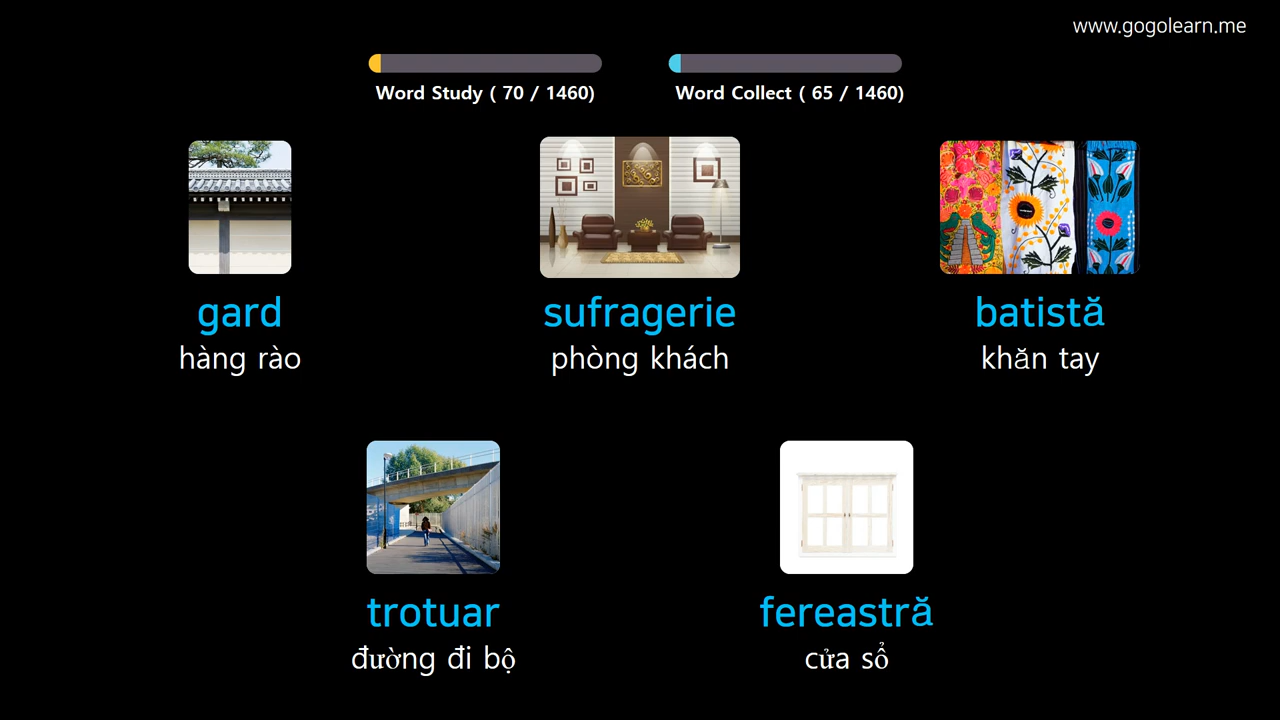 www.gogolearn.me
Word Study ( 70 / 1460)
Word Collect ( 65 / 1460)
gard
hàng rào
sufragerie
phòng khách
batistă
khăn tay
trotuar
đường đi bộ
fereastră
cửa sổ